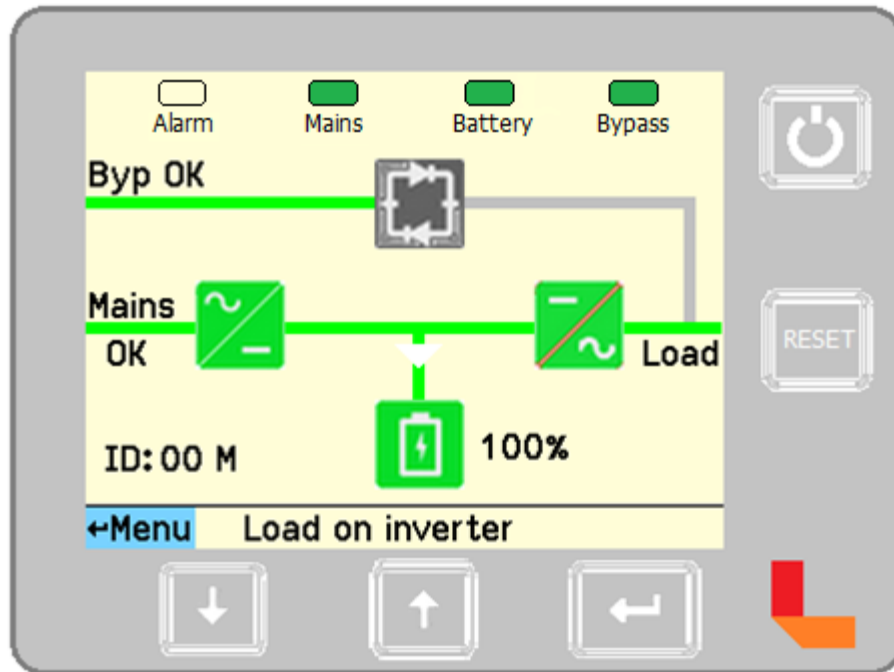 Alarm Mains Battery Bypass
Byp OK
Mains
OK
Load
ID:00 M
100%
↵Menu Load on inverter
RESET